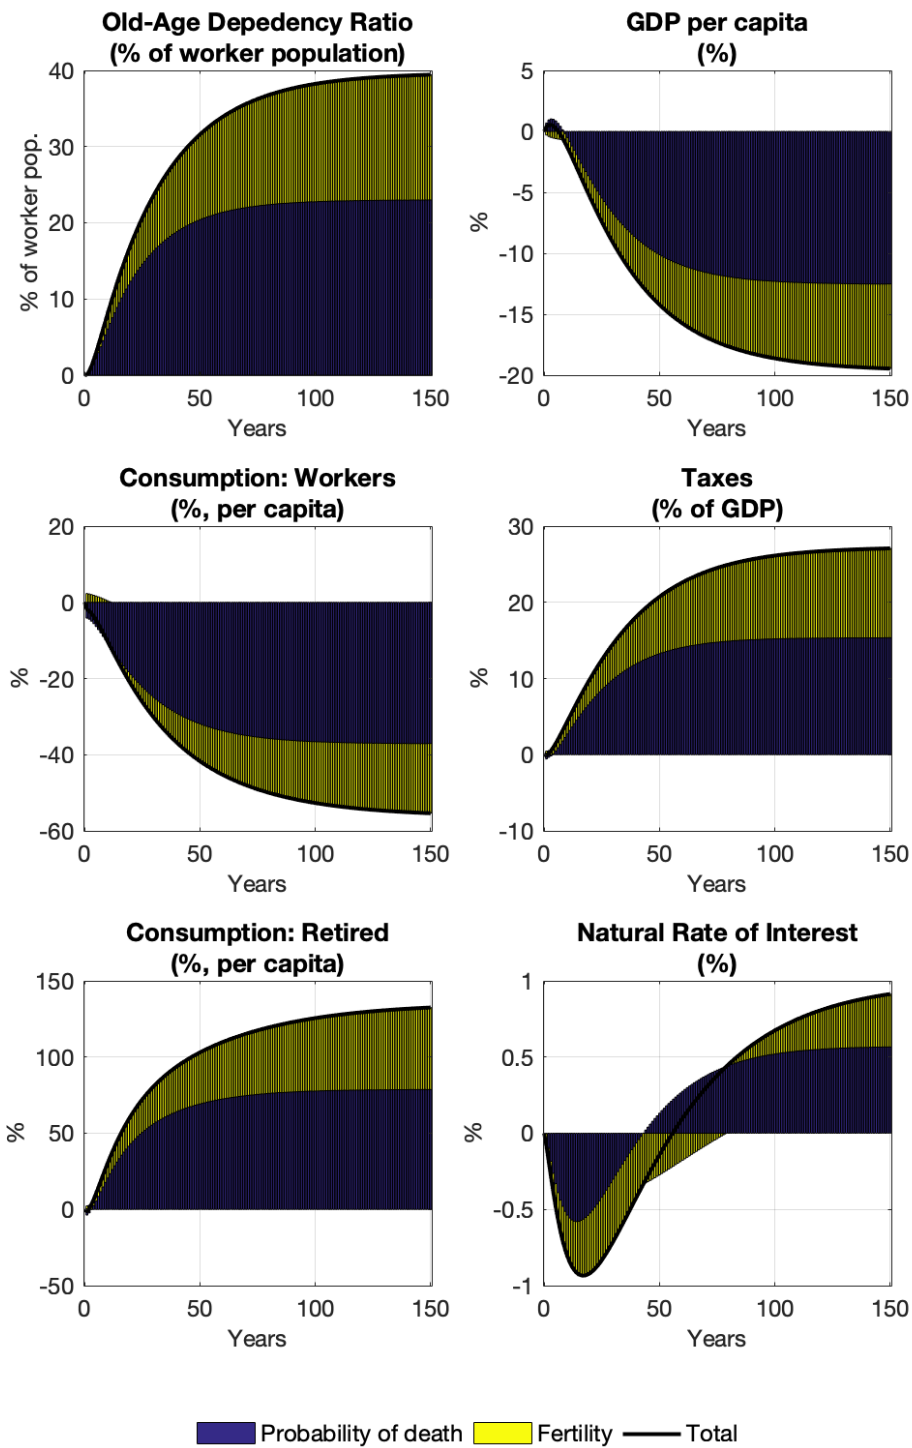 Old-Age Depedency Ratio
(% of worker population)
% of worker pop.
40
30
20
10
0
0 50 100 150
Years
GDP per capita
(%)
%
5
0
-5
-10
-15
-20
0 50 100 150
Years
Consumption: Workers
(%, per capita)
%
20
0
-20
-40
-60
0 50 100 150
Years
Taxes
(% of GDP)
%
30
20
10
0
-10
0 50 100 150
Years
Consumption: Retired
(%, per capita)
%
150
100
50
0
-50
0 50 100 150
Years
Natural Rate of Interest
(%)
%
1
0.5
0
-0.5
-1
0 50 100 150
Years
Probability of death Fertility Total